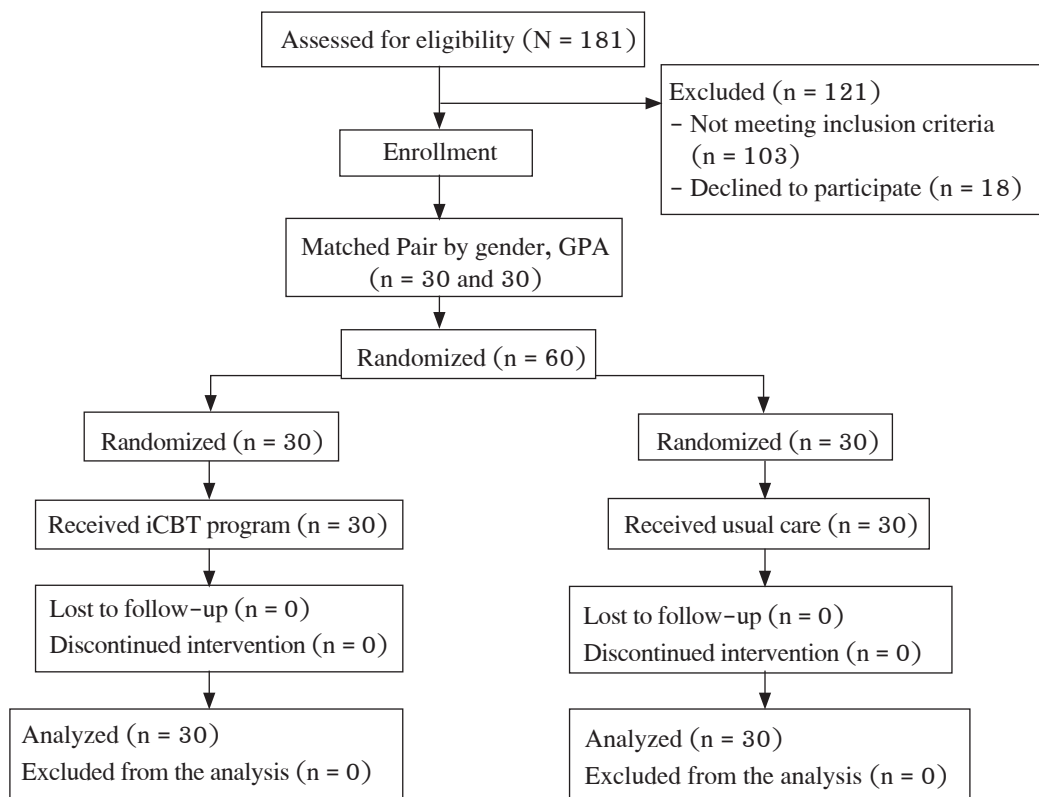 Assessed for eligibility (N = 181)
Excluded (n = 121)
– Not meeting inclusion criteria
(n = 103)
– Declined to participate (n = 18)
Enrollment
Matched Pair by gender, GPA
(n = 30 and 30)
Randomized (n = 60)
Randomized (n = 30)
Randomized (n = 30)
Received iCBT program (n = 30)
Received usual care (n = 30)
Lost to follow–up (n = 0)
Discontinued intervention (n = 0)
Lost to follow–up (n = 0)
Discontinued intervention (n = 0)
Analyzed (n = 30)
Excluded from the analysis (n = 0)
Analyzed (n = 30)
Excluded from the analysis (n = 0)